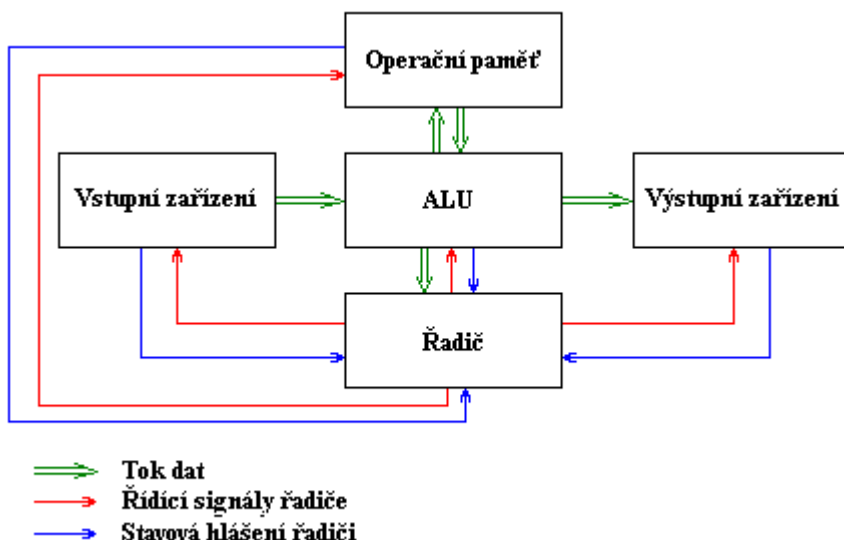 Operační paměť
Vstupní zařízení
ALU
Výstupní zařízení
Řadič
Tok dat
Řídící signály řadiče
Stavová hlášení řadiči